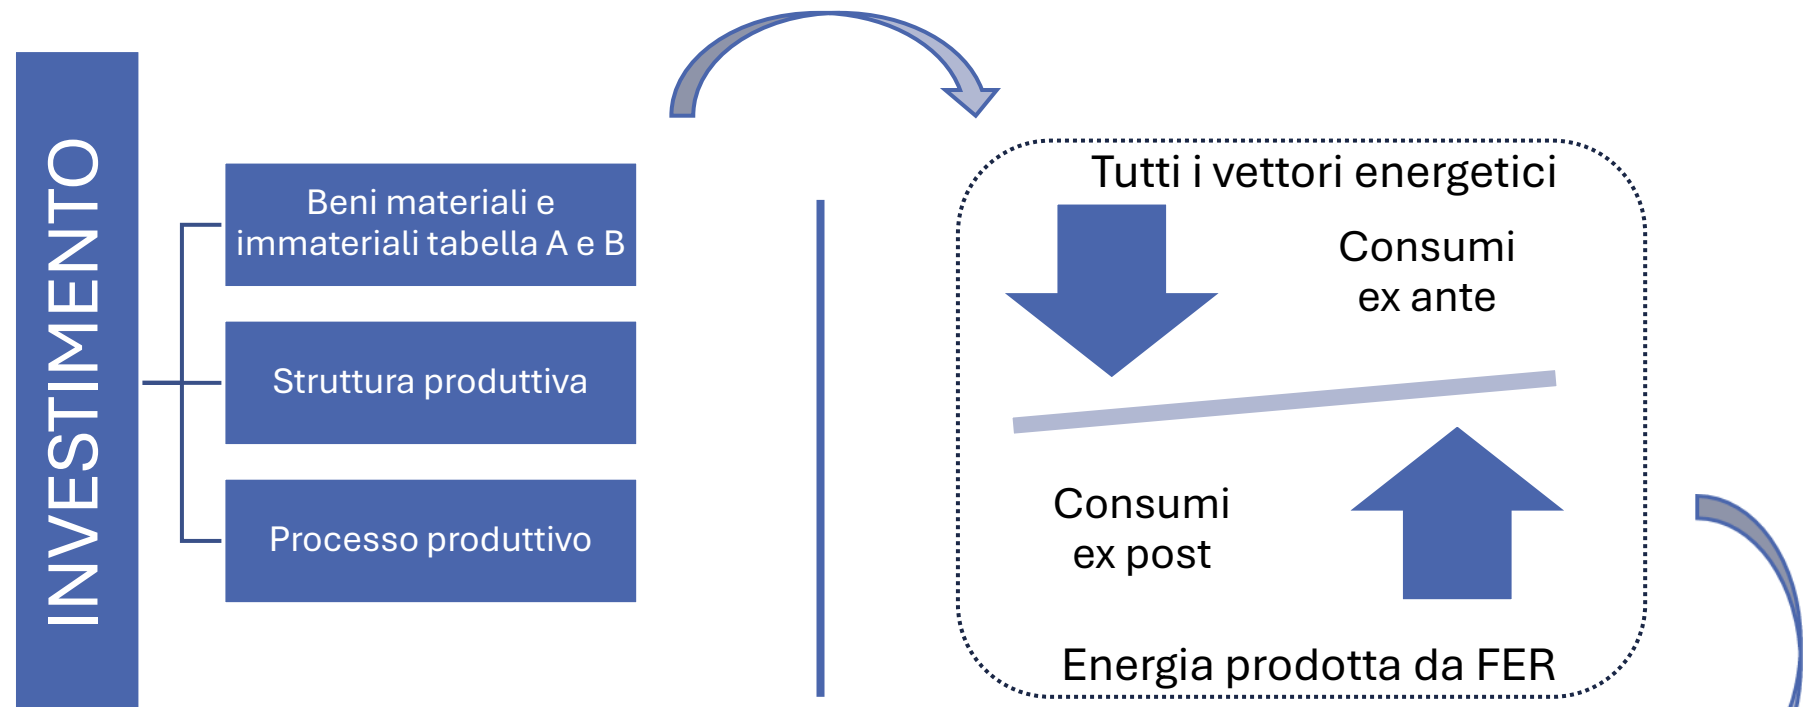 INVESTIMENTO
Beni materiali e
immateriali tabella A e B
Struttura produttiva
Processo produttivo
Tutti i vettori energetici
Consumi
ex ante
Consumi
ex post
Energia prodotta da FER